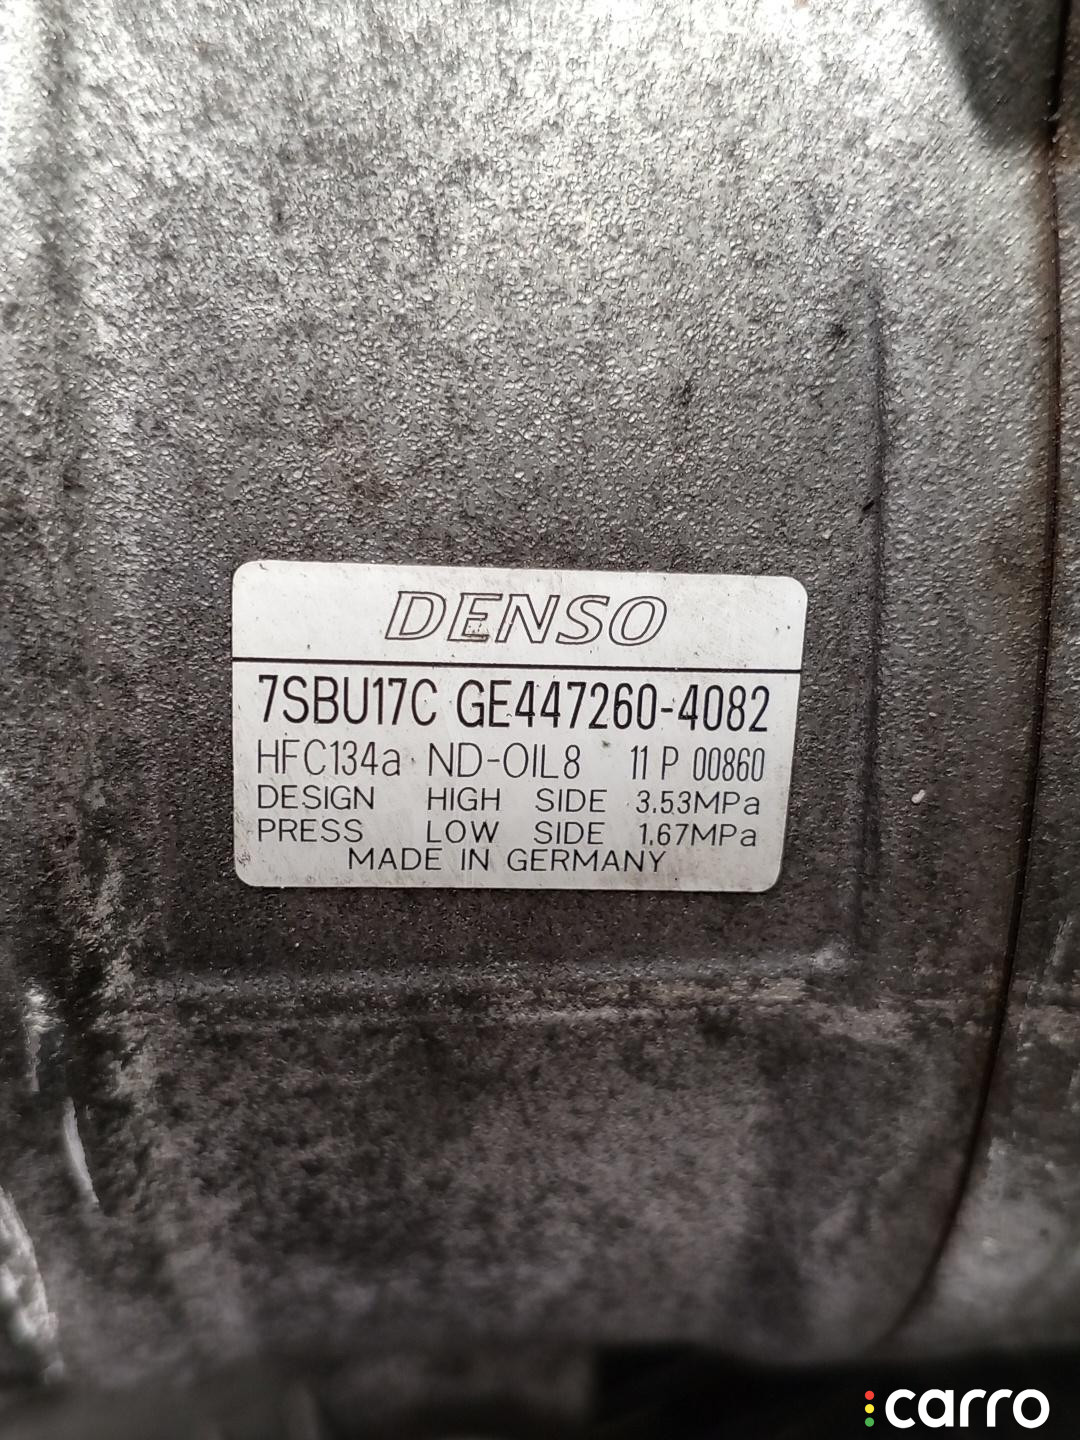 DENSO
7SBU17C GE447260-4082
HFC134a ND-OIL8 11 P 00860
DESIGN HIGH SIDE 3.53MPa
PRESS LOW SIDE 1.67MPa
MADE IN GERMANY
carro